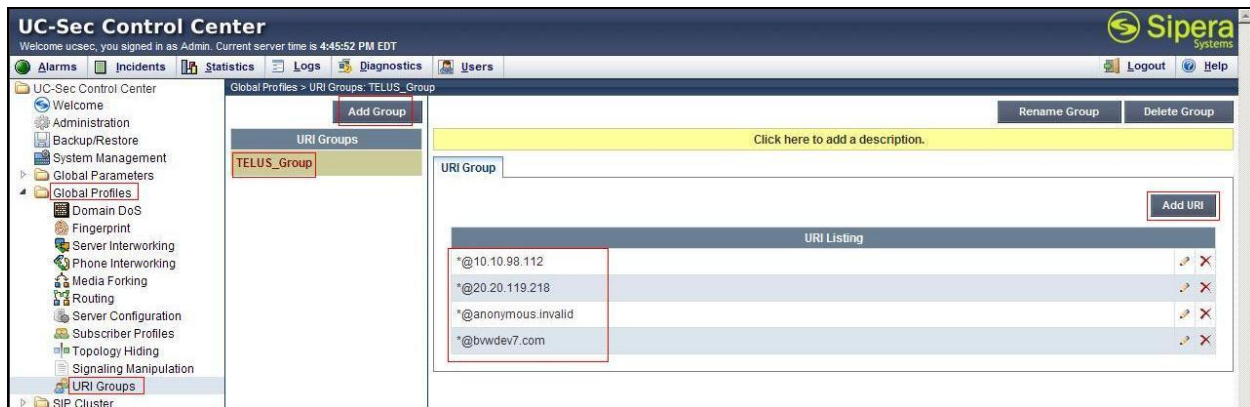 UC-Sec Control Center
Welcome ucsec, you signed in as Admin. Current server time is 4:45:52 PM EDT
Sipera
Systems
Alarms Incidents Statistics Logs Diagnostics Users Logout Help
UC-Sec Control Center
Welcome
Administration
Backup/Restore
System Management
Global Parameters
Global Profiles
Domain DoS
Fingerprint
Server Interworking
Phone Interworking
Media Forking
Routing
Server Configuration
Subscriber Profiles
Topology Hiding
Signaling Manipulation
URI Groups
SIP Cluster
Global Profiles > URI Groups: TELUS_Group
Add Group
URI Groups
TELUS_Group
Rename Group Delete Group
Click here to add a description.
URI Group
Add URI
URI Listing
*@10.10.98.112
*@20.20.119.218
*@anonymous.invalid
*@bvwdev7.com